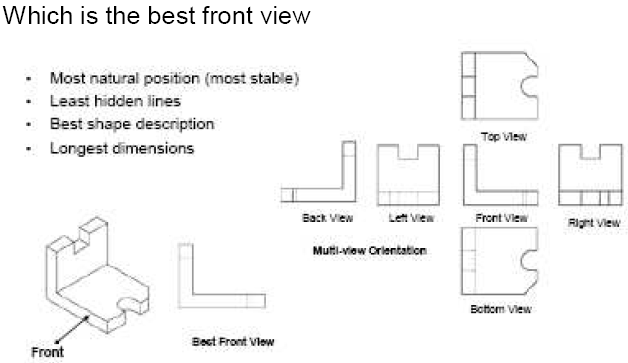 Which is the best front view
• Most natural position (most stable)
• Least hidden lines
• Best shape description
• Longest dimensions
Top View
Back View
Left View
Front View
Right View
Multi-view Orientation
Bottom View
Front
Best Front View